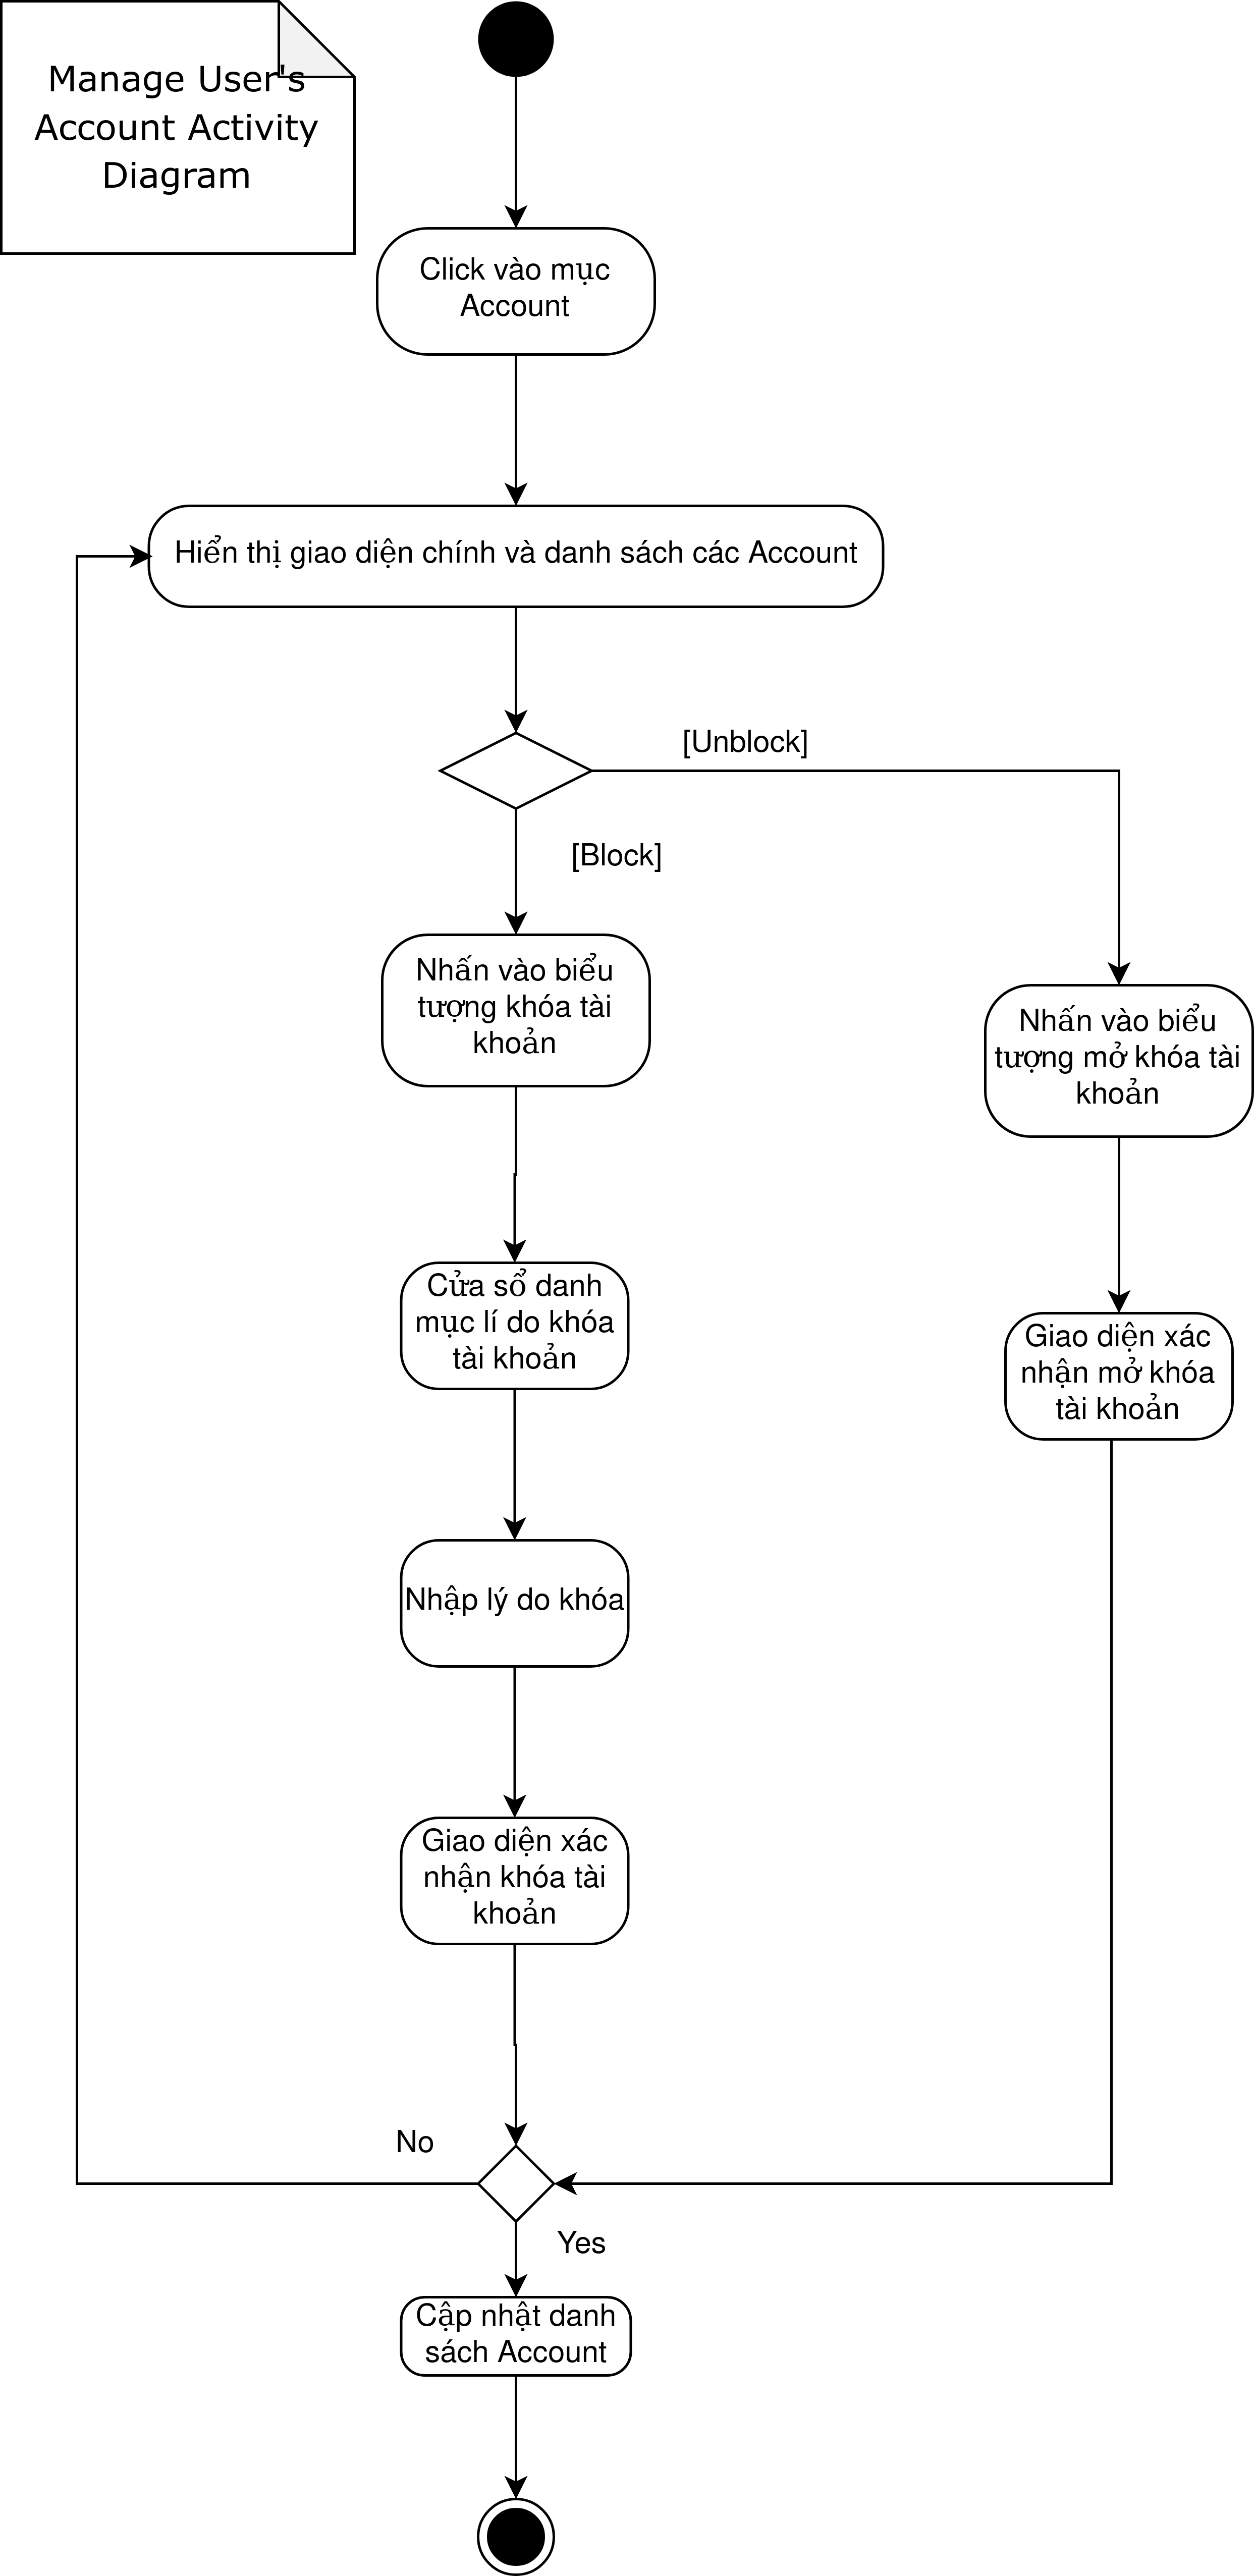 Manage User's
Account Activity
Diagram
Click vào mục
Account
Hiển thị giao diện chính và danh sách các Account
[Unblock]
[Block]
Nhấn vào biểu
tượng khóa tài
khoản
Nhấn vào biểu
tượng mở khóa tài
khoản
Cửa sổ danh
mục lí do khóa
tài khoản
Giao diện xác
nhận mở khóa
tài khoản
Nhập lý do khóa
Giao diện xác
nhận khóa tài
khoản
No
Yes
Cập nhật danh
sách Account